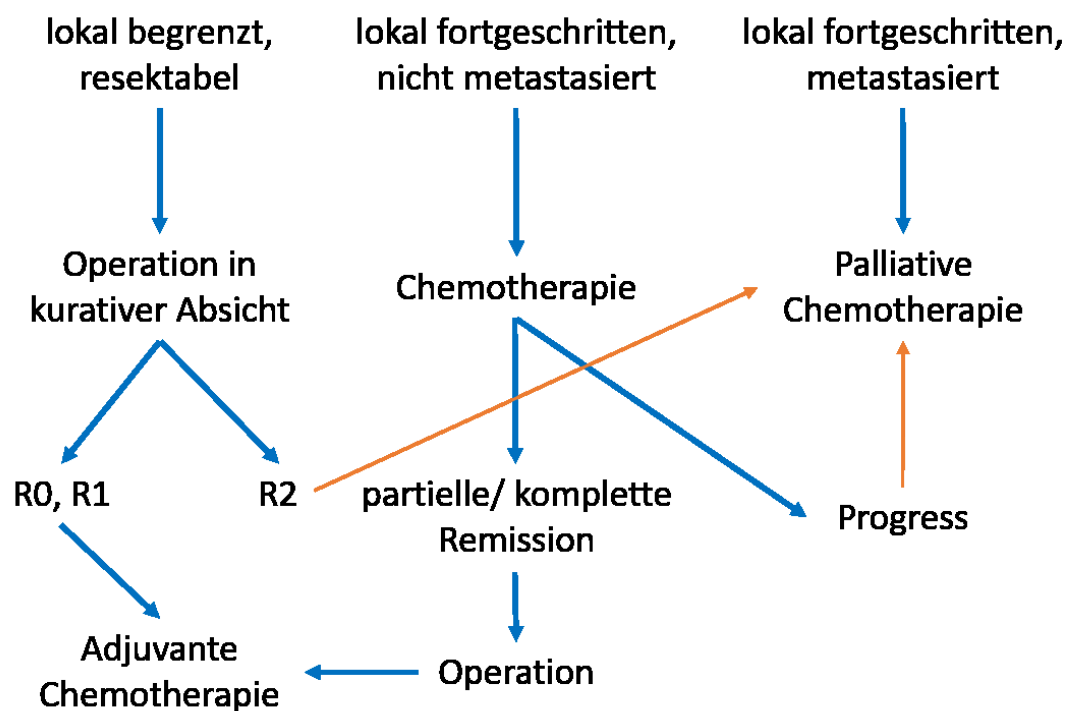 lokal begrenzt,
resektabel
lokal fortgeschritten,
nicht metastasiert
lokal fortgeschritten,
metastasiert
Operation in
kurativer Absicht
Chemotherapie
Palliative
Chemotherapie
R0, R1
R2
partielle/ komplette
Remission
Progress
Adjuvante
Chemotherapie
Operation